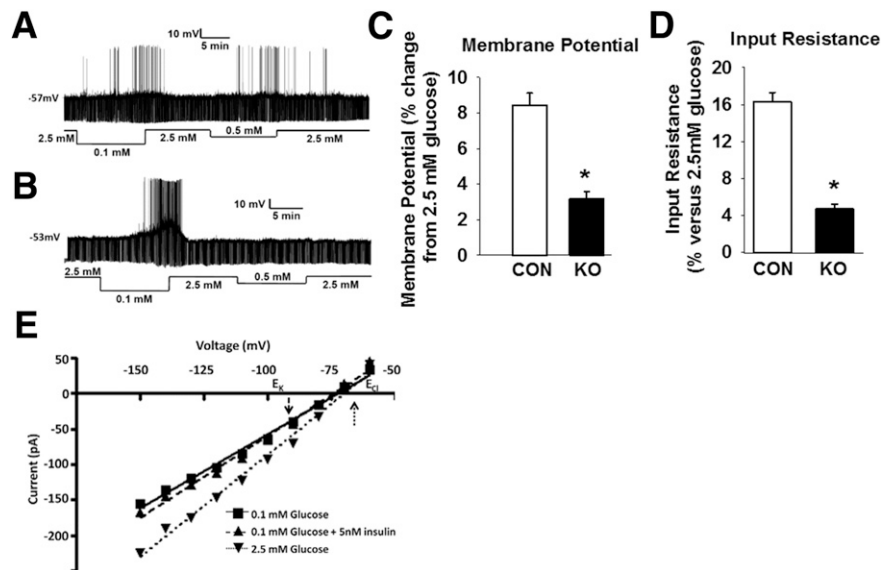 A
10 mV
5 min
-57mV
2.5 mM
0.1 mM
2.5 mM
0.5 mM
2.5 mM
B
10 mV
5 min
-53mV
2.5 mM
0.1 mM
2.5 mM
0.5 mM
2.5 mM
C
Membrane Potential
Membrane Potential (% change
from 2.5 mM glucose)
10
8
6
4
2
0
*
CON KO
D
Input Resistance
Input Resistance
(% versus 2.5mM glucose)
20
16
12
8
4
0
*
CON KO
E
Voltage (mV)
-150 -125 -100 -75 -50
EK ECl
Current (pA)
50
0
-50
-100
-150
-200
0.1 mM Glucose
0.1 mM Glucose + 5nM insulin
2.5 mM Glucose